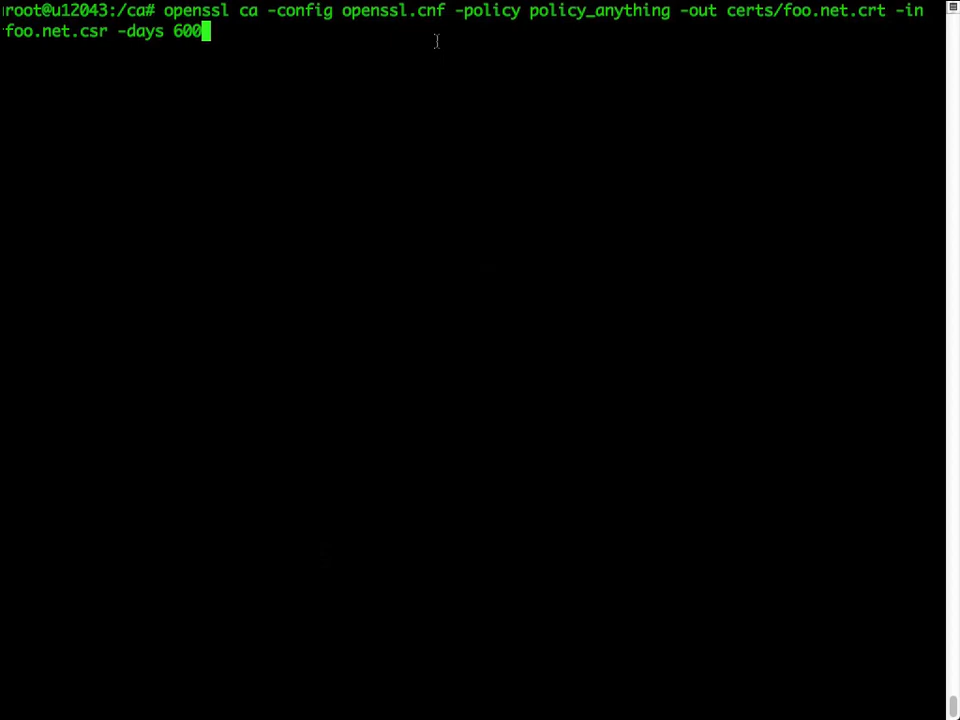 root@u12043:/ca# openssl ca -config openssl.cnf -policy policy_anything -out certs/foo.net.crt -in
foo.net.csr -days 600